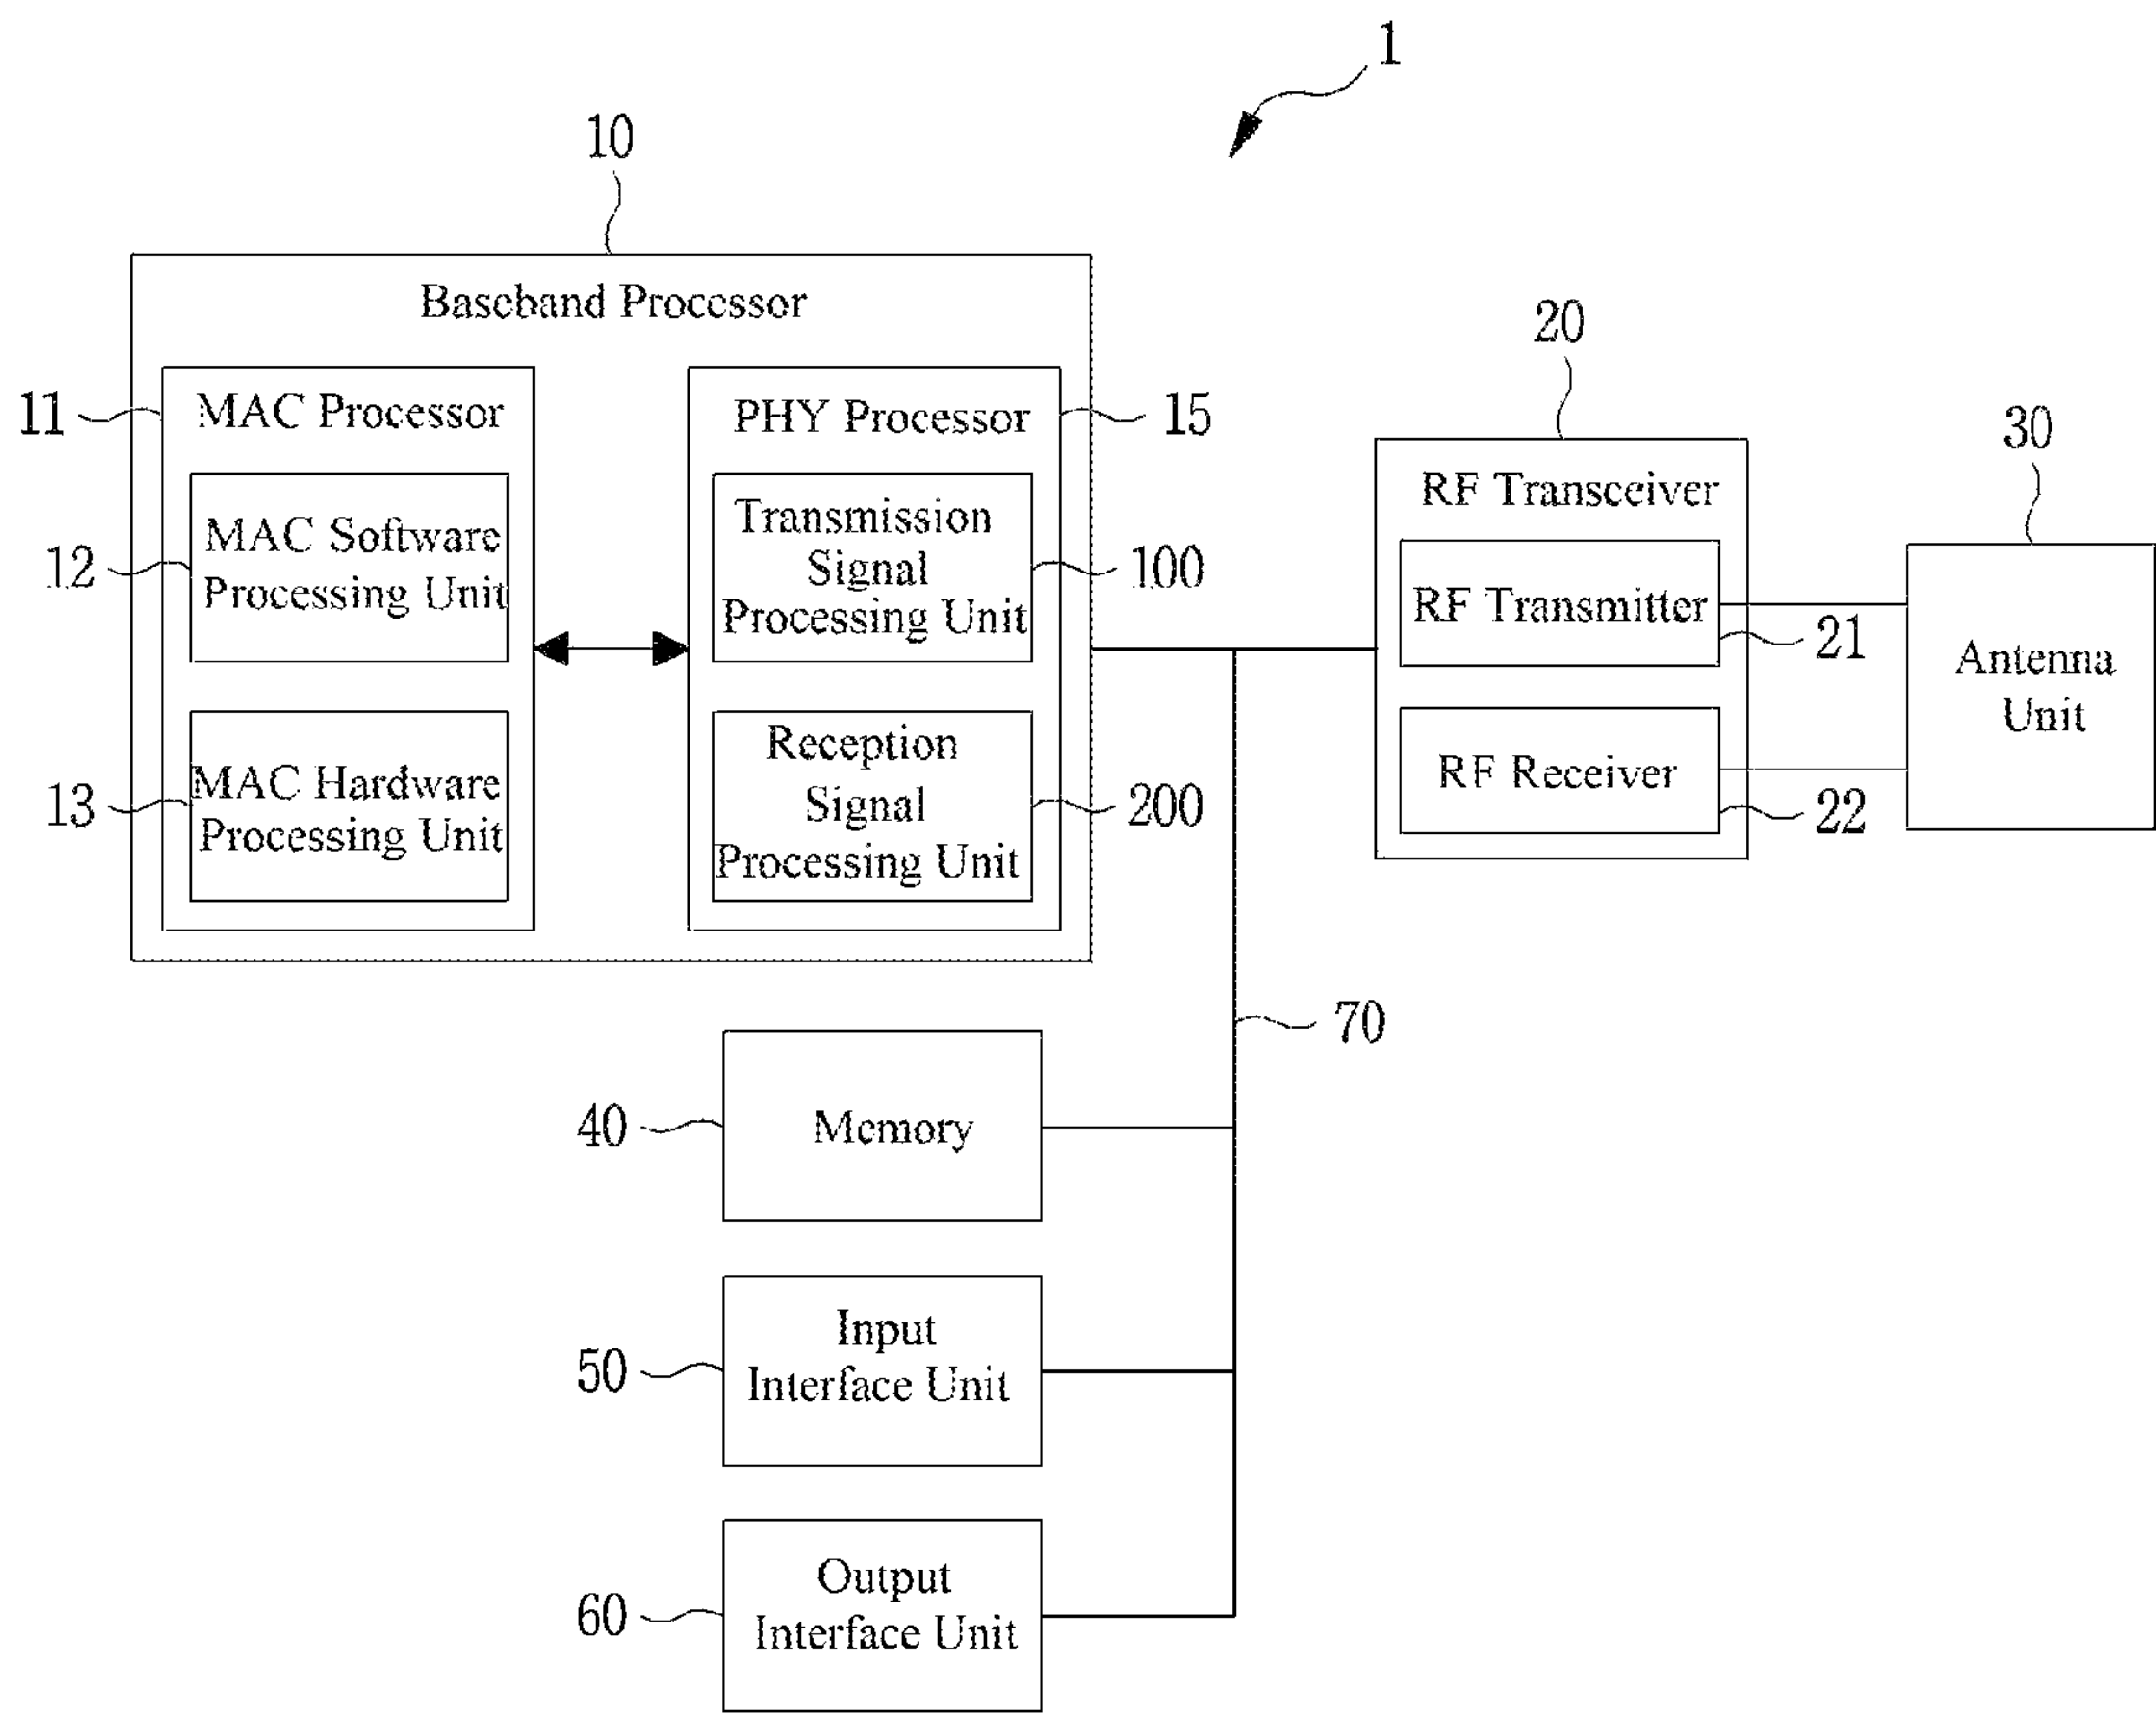 1
10
Baseband Processor
11
MAC Processor
12
MAC Software
Processing Unit
13
MAC Hardware
Processing Unit
PHY Processor
15
Transmission
Signal
Processing Unit
100
Reception
Signal
Processing Unit
200
20
RF Transceiver
RF Transmitter
21
RF Receiver
22
30
Antenna
Unit
70
40
Memory
50
Input
Interface Unit
60
Output
Interface Unit